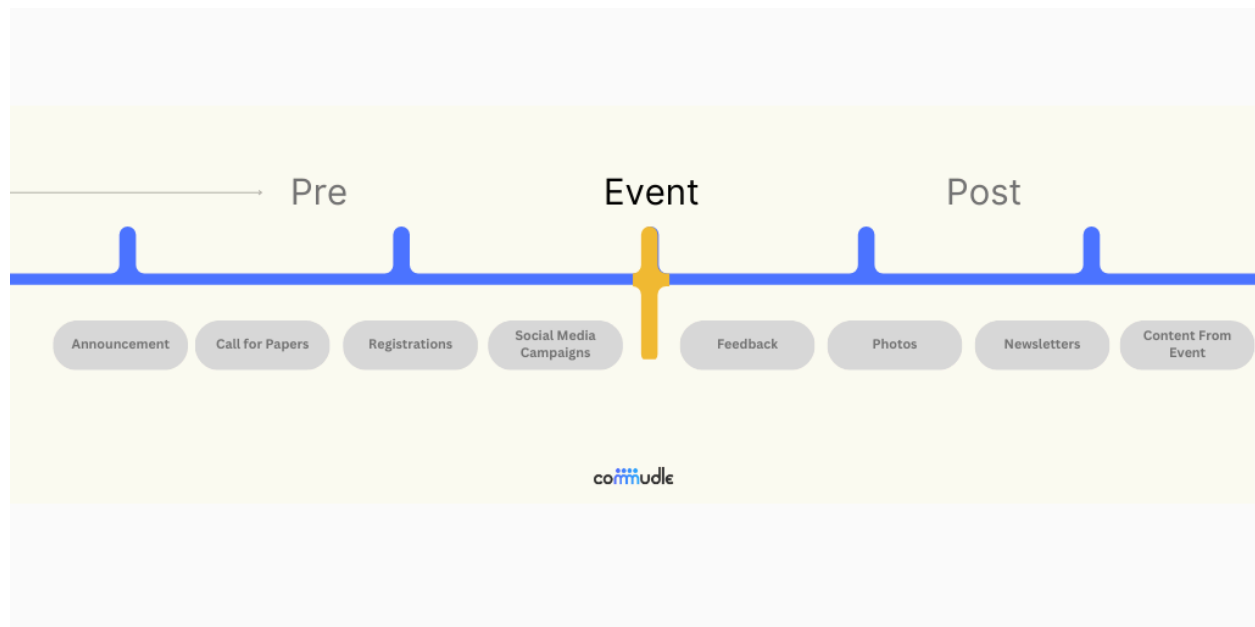 Pre
Event
Post
Announcement
Call for Papers
Registrations
Social Media
Campaigns
Feedback
Photos
Newsletters
Content From
Event
commudle